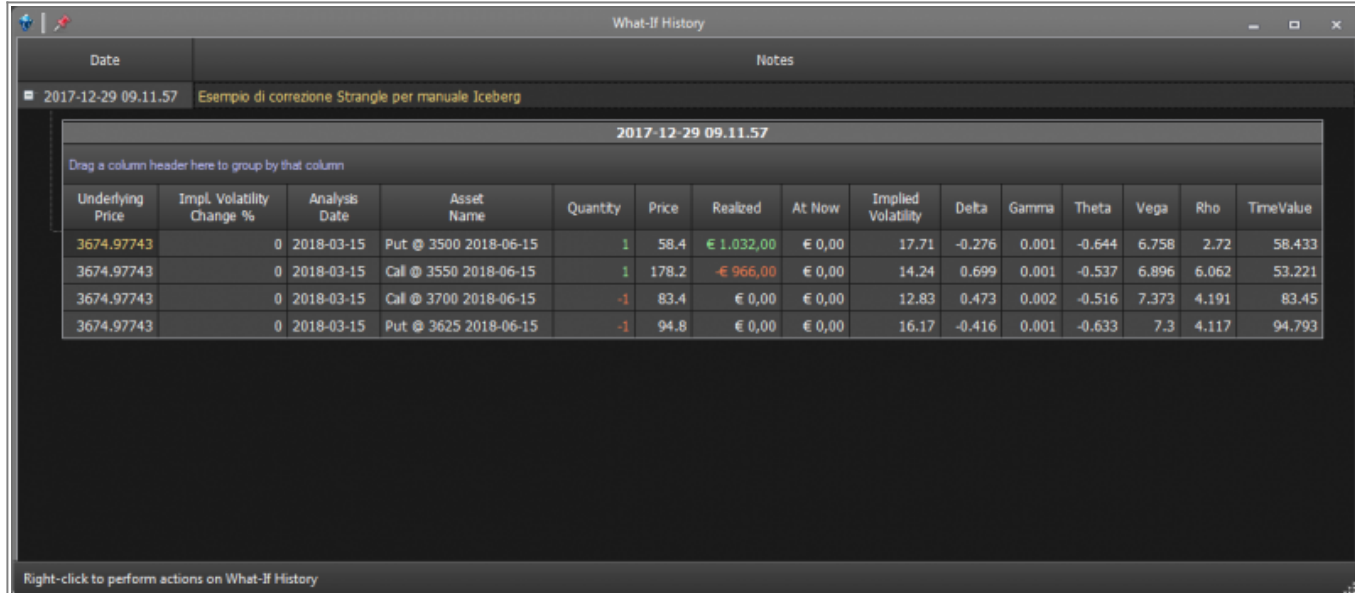 What-If History
Date Notes
2017-12-29 09.11.57 Esempio di correzione Strangle per manuale Iceberg
2017-12-29 09.11.57
Drag a column header here to group by that column
Underlying Price Impl. Volatility Change % Analysis Date Asset Name Quantity Price Realized At Now Implied Volatility Delta Gamma Theta Vega Rho TimeValue
3674.97743 0 2018-03-15 Put @ 3500 2018-06-15 1 58.4 € 1.032,00 € 0,00 17.71 -0.276 0.001 -0.644 6.758 2.72 58.433
3674.97743 0 2018-03-15 Call @ 3550 2018-06-15 1 178.2 -€ 966,00 € 0,00 14.24 0.699 0.001 -0.537 6.896 6.062 53.221
3674.97743 0 2018-03-15 Call @ 3700 2018-06-15 -1 83.4 € 0,00 € 0,00 12.83 0.473 0.002 -0.516 7.373 4.191 83.45
3674.97743 0 2018-03-15 Put @ 3625 2018-06-15 -1 94.8 € 0,00 € 0,00 16.17 -0.416 0.001 -0.633 7.3 4.117 94.793
Right-click to perform actions on What-If History